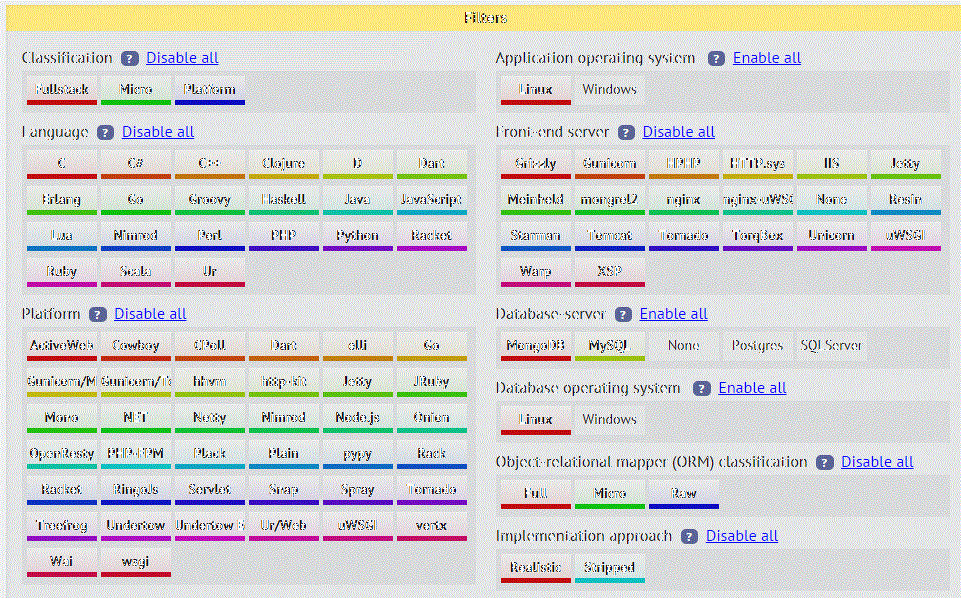 Filters
Classification ? Disable all
Fullstack Micro Platform
Language ? Disable all
C C# C++ Clojure D Dart
Erlang Go Groovy Haskell Java JavaScript
Lua Nimrod Perl PHP Python Racket
Ruby Scala Ur
Platform ? Disable all
ActiveWeb Cowboy CPoll Dart elli Go
Gunicorn/M Gunicorn/To hhvm http-kit Jetty JRuby
Mono .NET Netty Nimrod Node.js Onion
OpenResty PHP-FPM Plack Plain pypy Rack
Racket RingoJs Servlet Snap Spray Tornado
Treefrog Undertow Undertow E Ur/Web uWSGI vertx
Wai wsgi
Application operating system ? Enable all
Linux Windows
Front-end server ? Disable all
Grizzly Gunicorn HPHP HTTP.sys IIS Jetty
Meinheld mongrel2 nginx nginx+uWSG None Resin
Starman Tomcat Tornado TorqBox Unicorn uWSGI
Warp XSP
Database-server ? Enable all
MongoDB MySQL None Postgres SQLServer
Database operating system ? Enable all
Linux Windows
Object-relational mapper (ORM) classification ? Disable all
Full Micro Raw
Implementation approach ? Disable all
Realistic Stripped